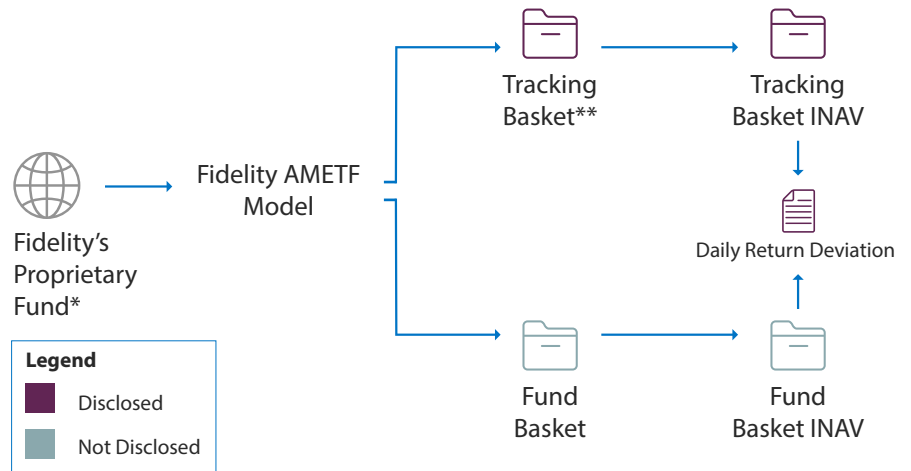 Fidelity's
Proprietary
Fund*
Fidelity AMETF
Model
Tracking
Basket**
Tracking
Basket INAV
Daily Return Deviation
Fund
Basket
Fund
Basket INAV
Legend
Disclosed
Not Disclosed